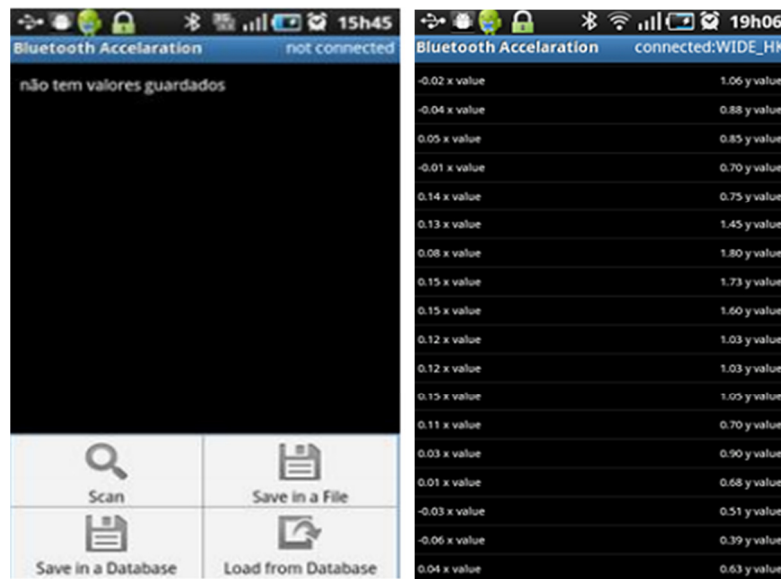 15h45
Bluetooth Accelaration not connected
não tem valores guardados
Scan Save in a File
Save in a Database Load from Database
19h06
Bluetooth Accelaration connected:WIDE_HK
-0.02 x value 1.06 y value
-0.04 x value 0.88 y value
0.05 x value 0.85 y value
-0.01 x value 0.70 y value
0.14 x value 0.75 y value
0.13 x value 1.45 y value
0.08 x value 1.80 y value
0.15 x value 1.73 y value
0.15 x value 1.60 y value
0.12 x value 1.03 y value
0.12 x value 1.03 y value
0.15 x value 1.05 y value
0.11 x value 0.70 y value
0.03 x value 0.90 y value
0.01 x value 0.68 y value
-0.03 x value 0.51 y value
-0.06 x value 0.39 y value
0.04 x value 0.63 y value